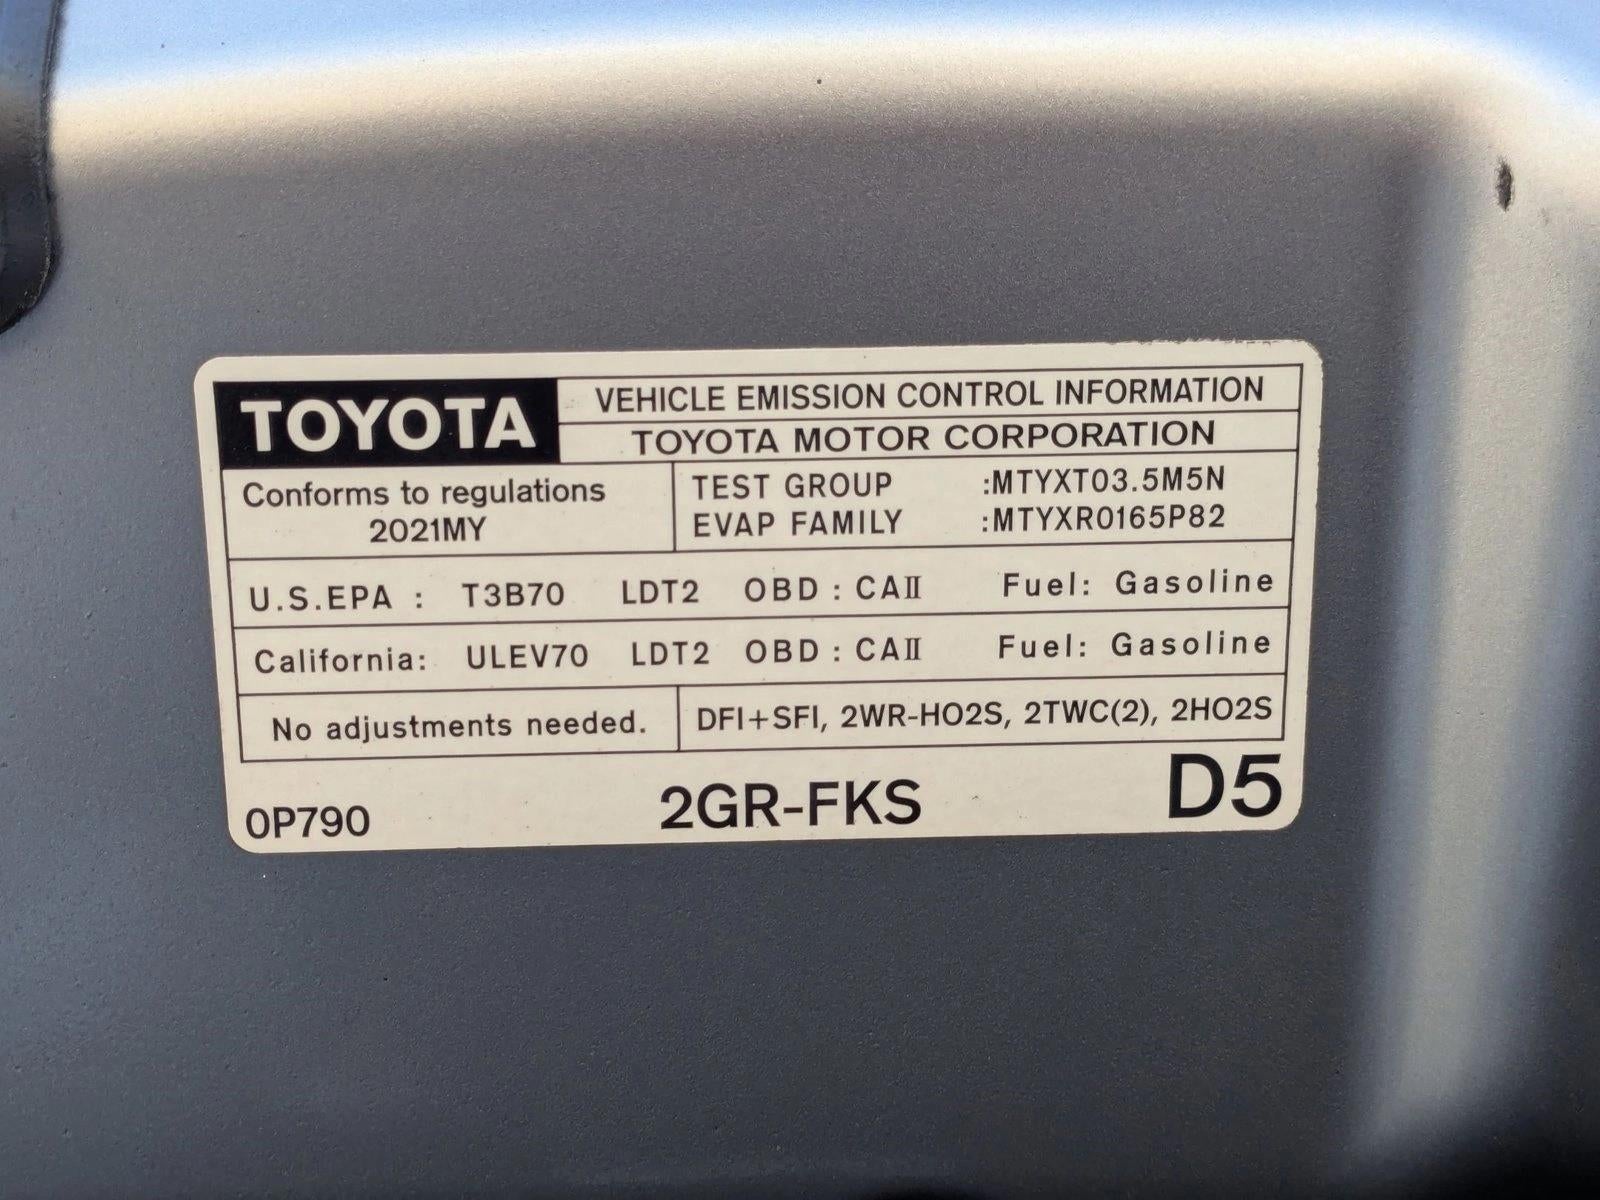 TOYOTA
VEHICLE EMISSION CONTROL INFORMATION
TOYOTA MOTOR CORPORATION
Conforms to regulations
2021MY
TEST GROUP :MTYXT03.5M5N
EVAP FAMILY :MTYXR0165P82
U.S.EPA : T3B70 LDT2 OBD : CAⅡ Fuel: Gasoline
California: ULEV70 LDT2 OBD : CAⅡ Fuel: Gasoline
No adjustments needed.
DFI+SFI, 2WR-HO2S, 2TWC(2), 2HO2S
0P790 2GR-FKS D5